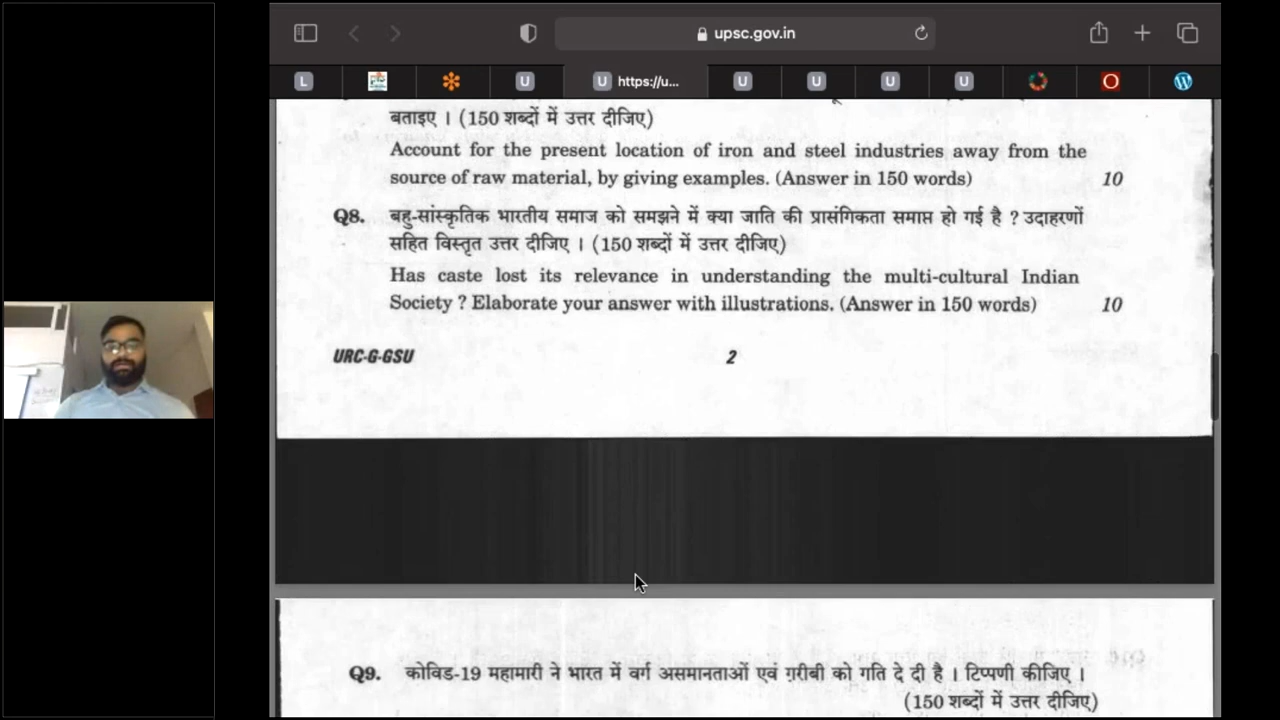 upsc.gov.in
L
U
U
https://u...
U
U
U
U
बताइए । (150 शब्दों में उत्तर दीजिए)
Account for the present location of iron and steel industries away from the
source of raw material, by giving examples. (Answer in 150 words) 10
Q8. बहु-सांस्कृतिक भारतीय समाज को समझने में क्या जाति की प्रासंगिकता समाप्त हो गई है ? उदाहरणों
सहित विस्तृत उत्तर दीजिए । (150 शब्दों में उत्तर दीजिए)
Has caste lost its relevance in understanding the multi-cultural Indian
Society ? Elaborate your answer with illustrations. (Answer in 150 words) 10
URC-G-GSU 2
Q9. कोविड-19 महामारी ने भारत में वर्ग असमानताओं एवं ग़रीबी को गति दे दी है । टिप्पणी कीजिए ।
(150 शब्दों में उत्तर दीजिए)